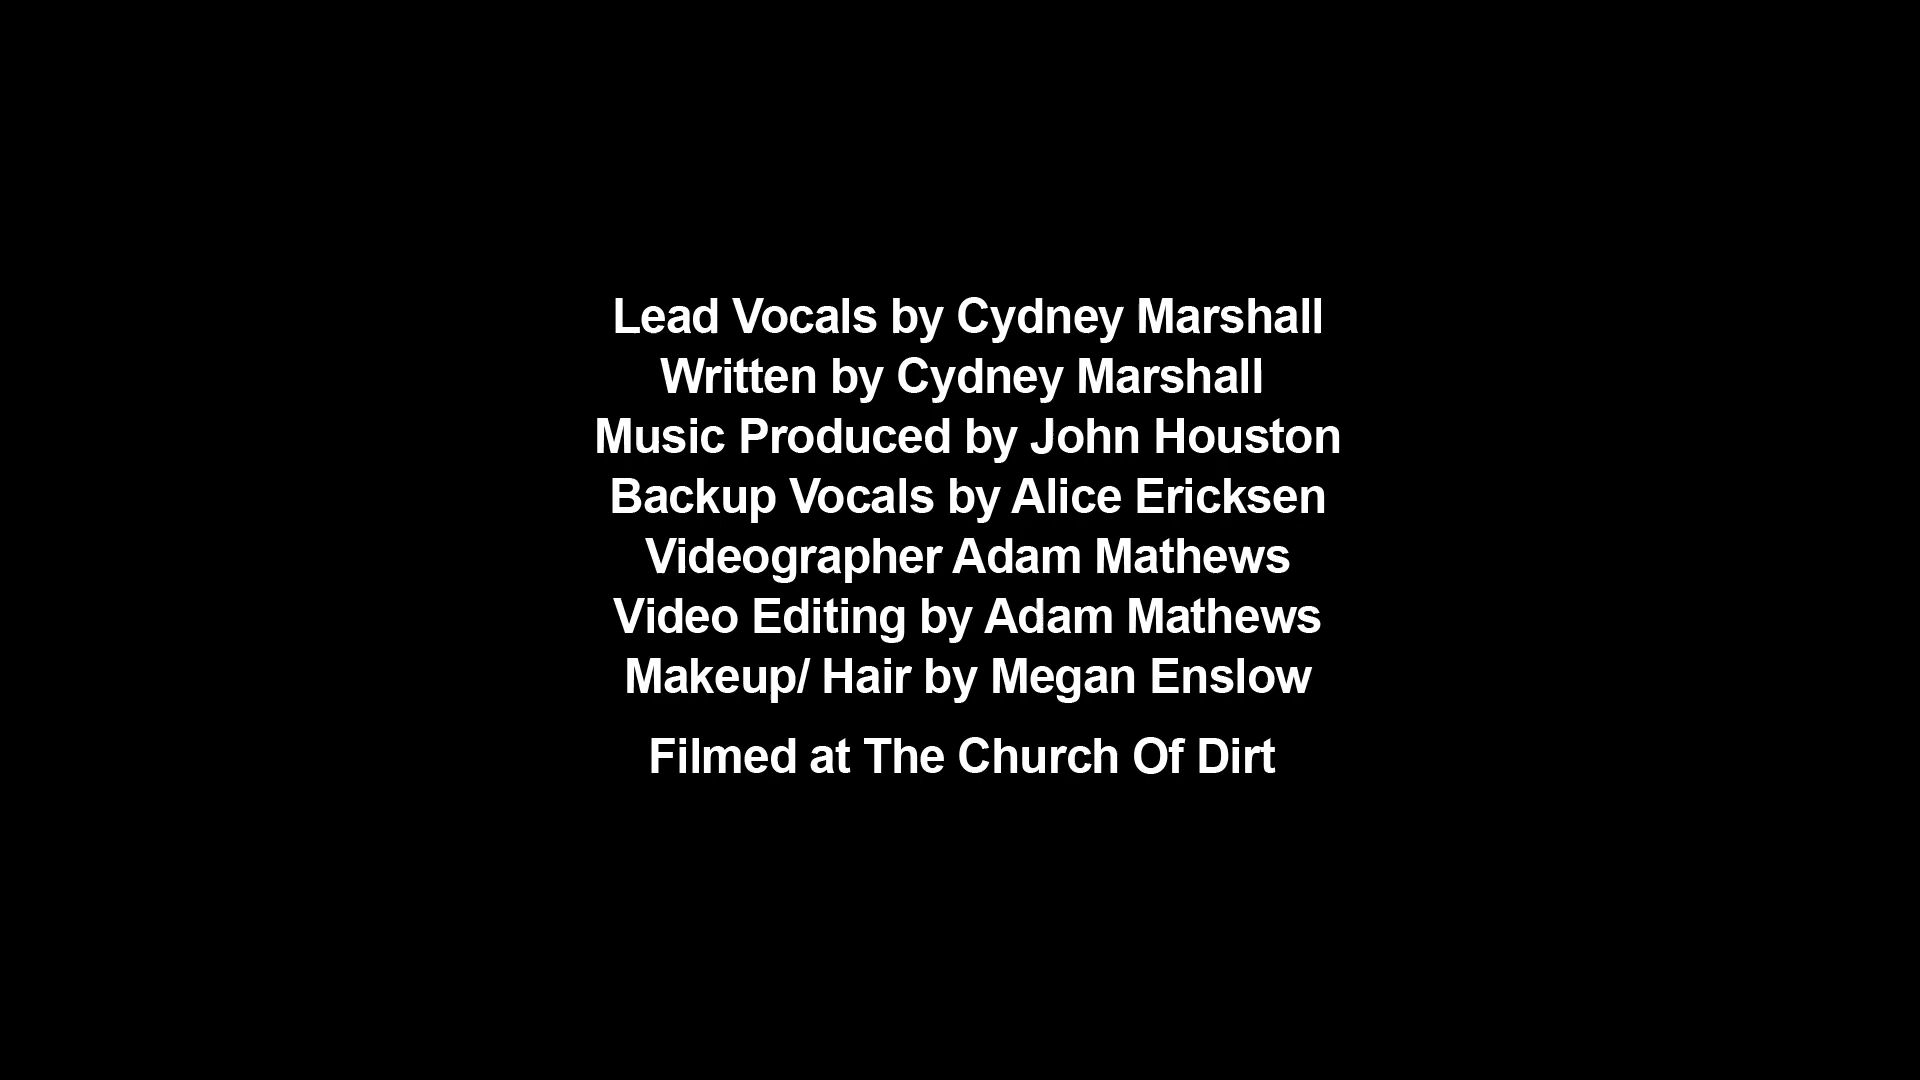 Lead Vocals by Cydney Marshall
Written by Cydney Marshall
Music Produced by John Houston
Backup Vocals by Alice Ericksen
Videographer Adam Mathews
Video Editing by Adam Mathews
Makeup/ Hair by Megan Enslow
Filmed at The Church Of Dirt